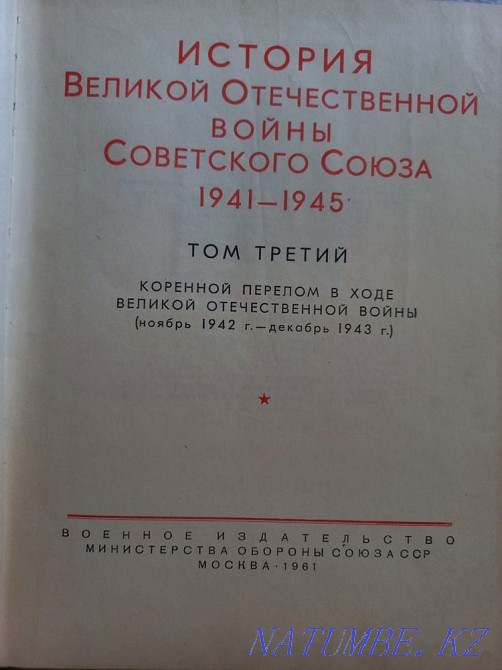 ИСТОРИЯ
ВЕЛИКОЙ ОТЕЧЕСТВЕННОЙ
ВОЙНЫ
СОВЕТСКОГО СОЮЗА
1941—1945
ТОМ ТРЕТИЙ
КОРЕННОЙ ПЕРЕЛОМ В ХОДЕ
ВЕЛИКОЙ ОТЕЧЕСТВЕННОЙ ВОЙНЫ
(ноябрь 1942 г.—декабрь 1943 г.)
ВОЕННОЕ ИЗДАТЕЛЬСТВО
МИНИСТЕРСТВА ОБОРОНЫ СОЮЗА ССР
МОСКВА · 1961
NATUMBE.KZ